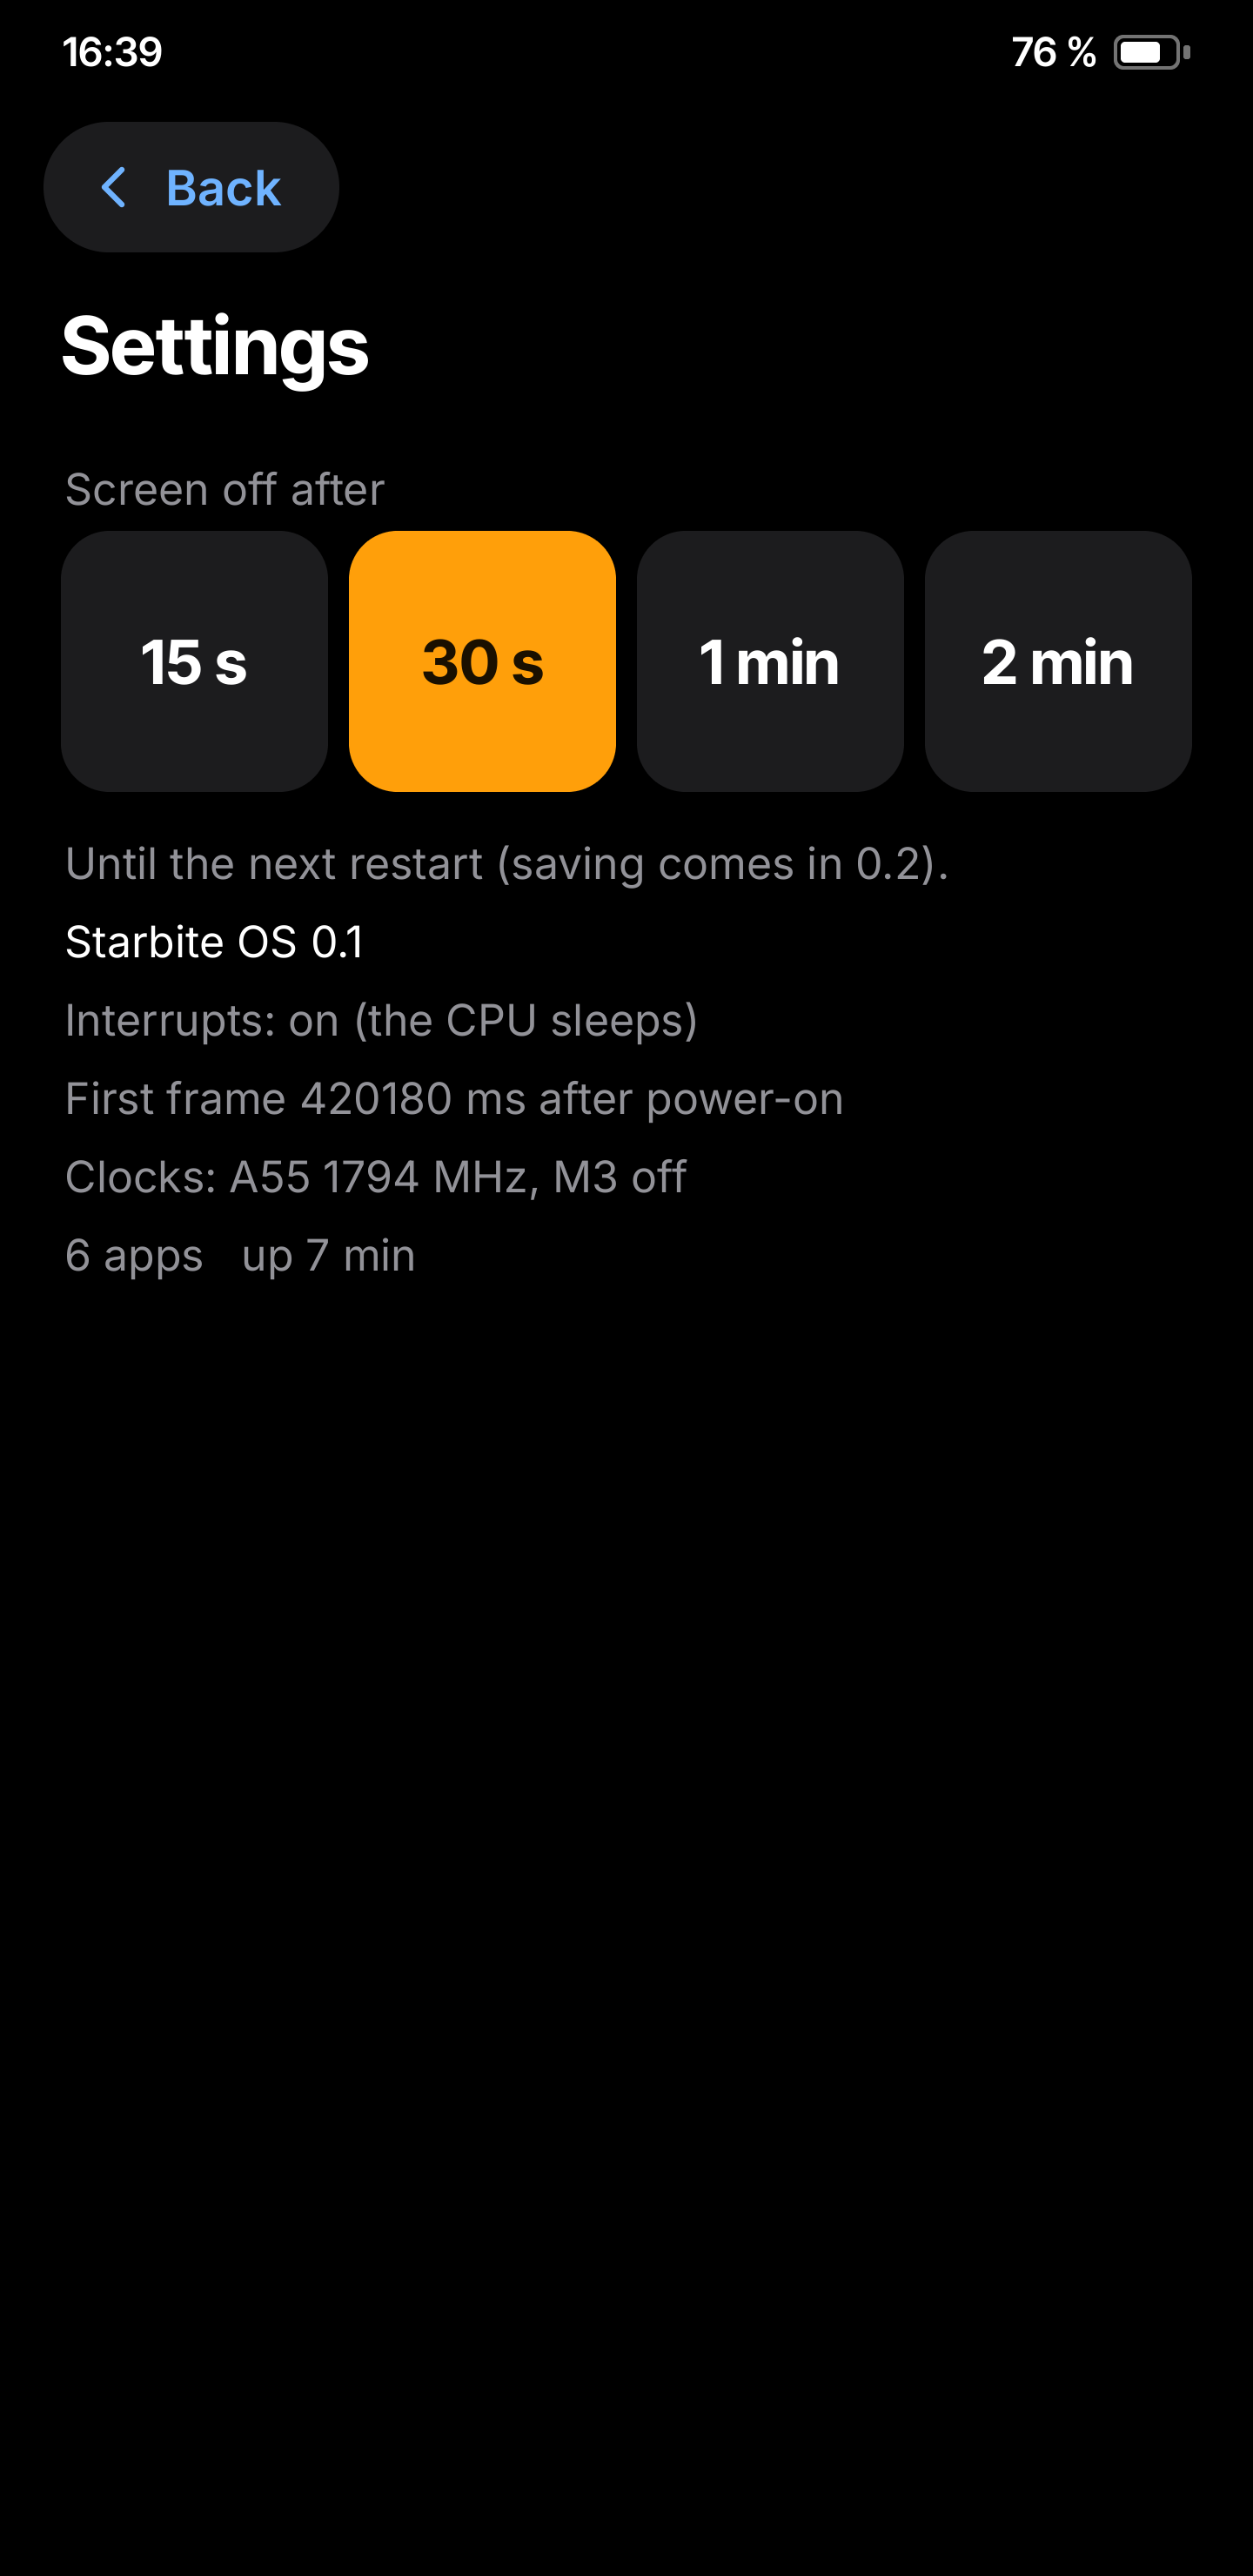 16:39
76 %
Back
Settings
Screen off after
15 s
30 s
1 min
2 min
Until the next restart (saving comes in 0.2).
Starbite OS 0.1
Interrupts: on (the CPU sleeps)
First frame 420180 ms after power-on
Clocks: A55 1794 MHz, M3 off
6 apps up 7 min